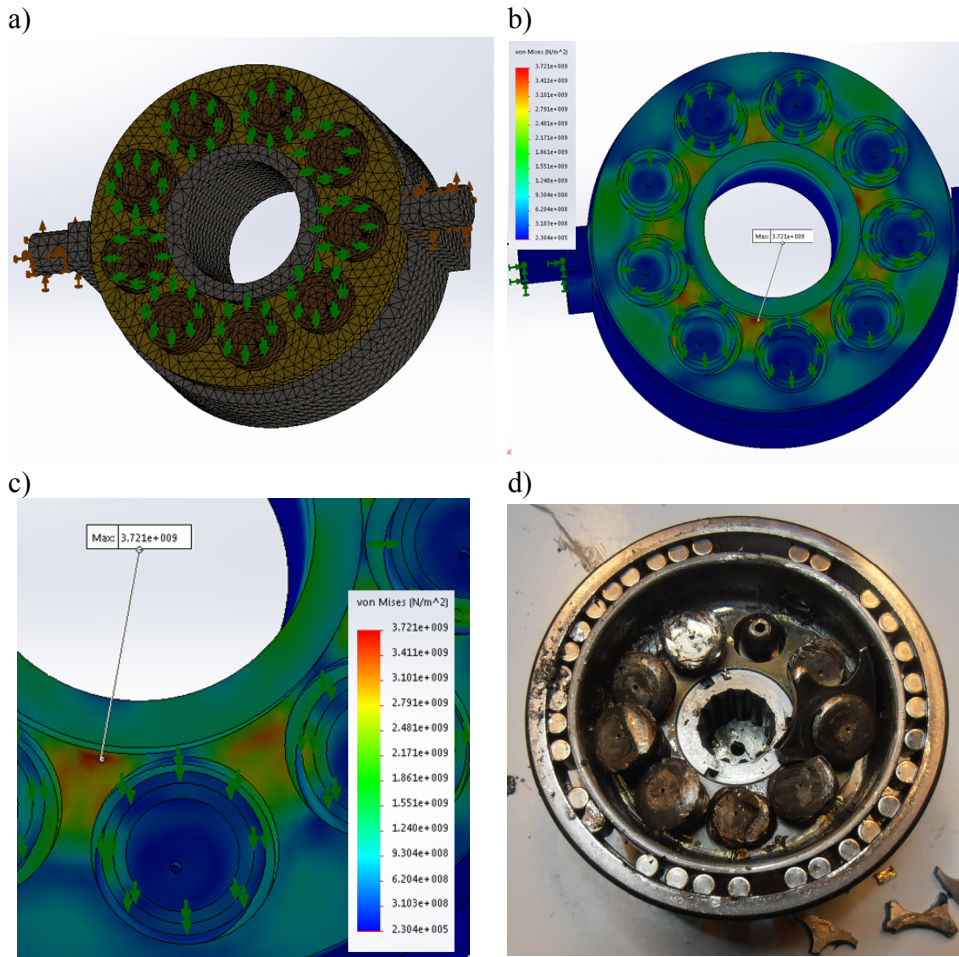 a)
b)
von Mises (N/m^2)
3.721e+009
3.411e+009
3.101e+009
2.791e+009
2.481e+009
2.171e+009
1.861e+009
1.551e+009
1.240e+009
9.304e+008
6.204e+008
3.103e+008
2.304e+005
Max: 3.721e+009
c)
Max: 3.721e+009
von Mises (N/m^2)
3.721e+009
3.411e+009
3.101e+009
2.791e+009
2.481e+009
2.171e+009
1.861e+009
1.551e+009
1.240e+009
9.304e+008
6.204e+008
3.103e+008
2.304e+005
d)